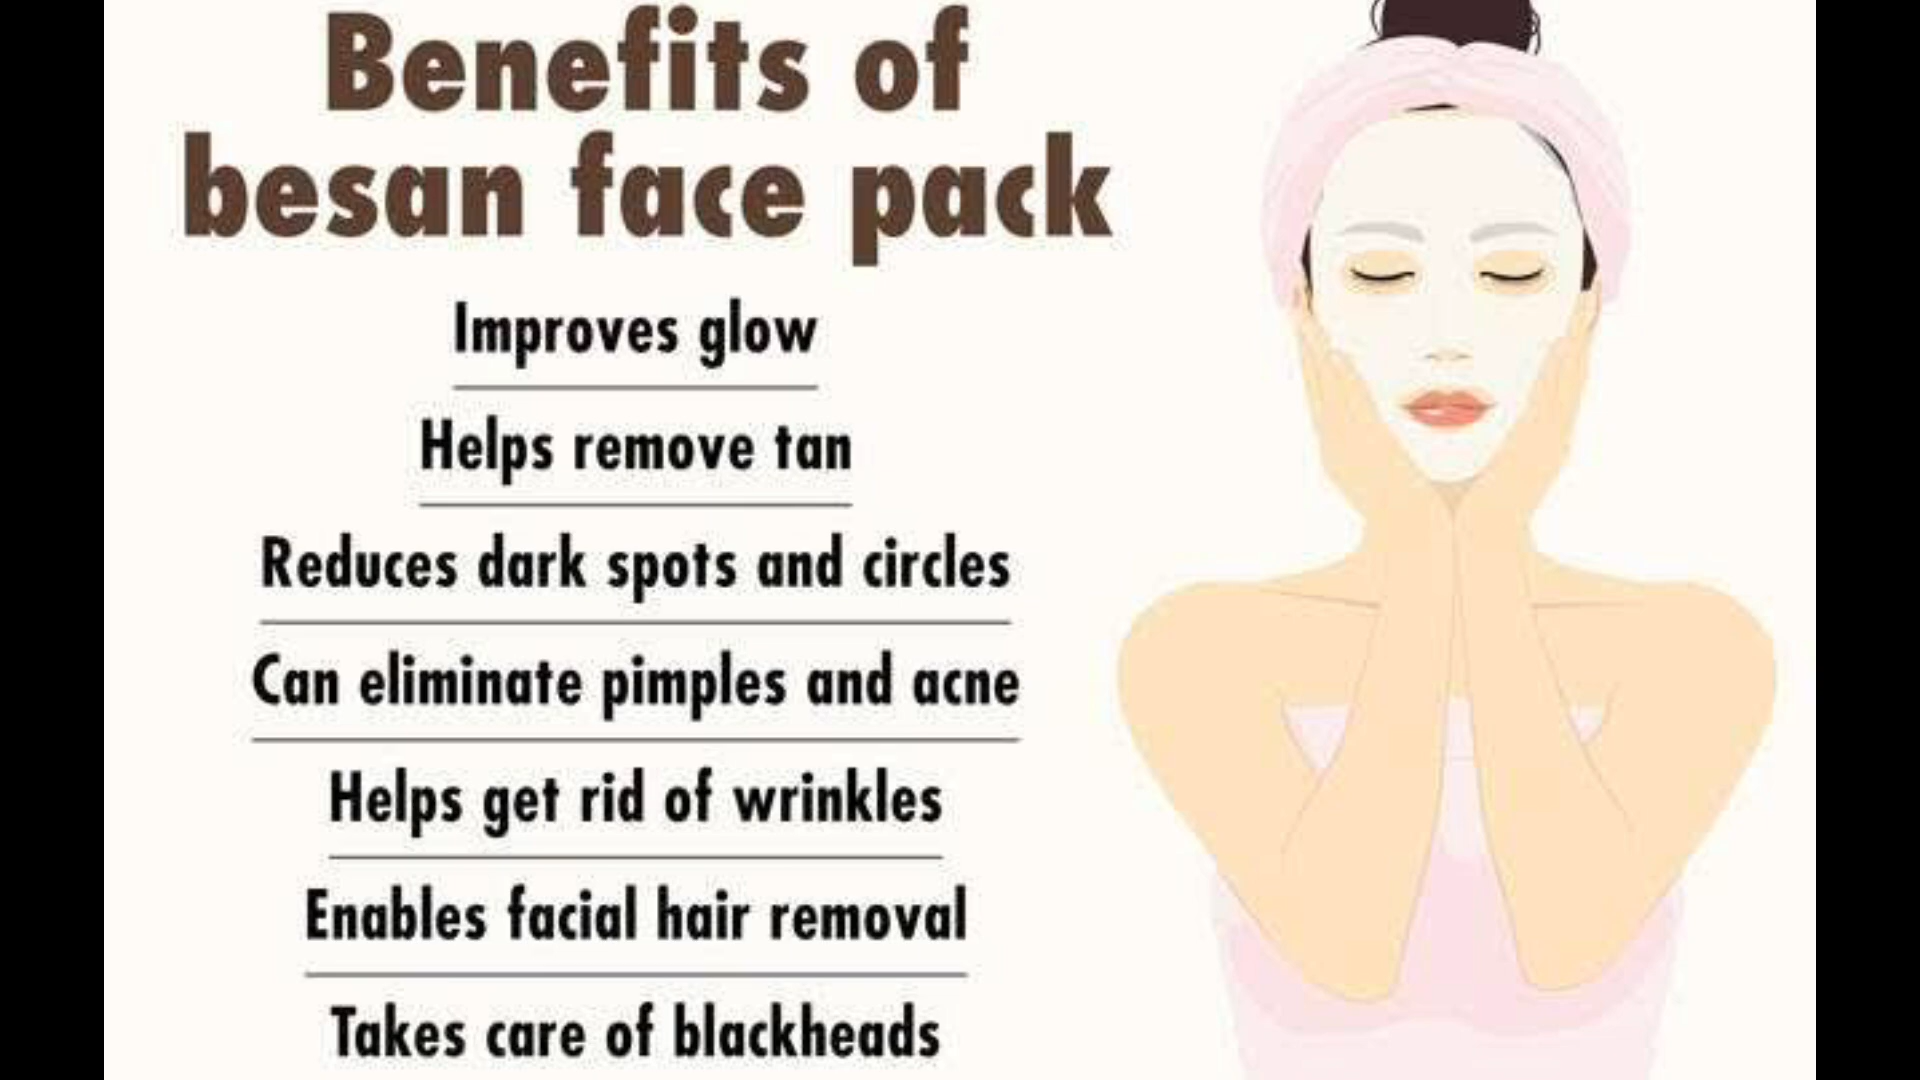 Benefits of
besan face pack
Improves glow
Helps remove tan
Reduces dark spots and circles
Can eliminate pimples and acne
Helps get rid of wrinkles
Enables facial hair removal
Takes care of blackheads